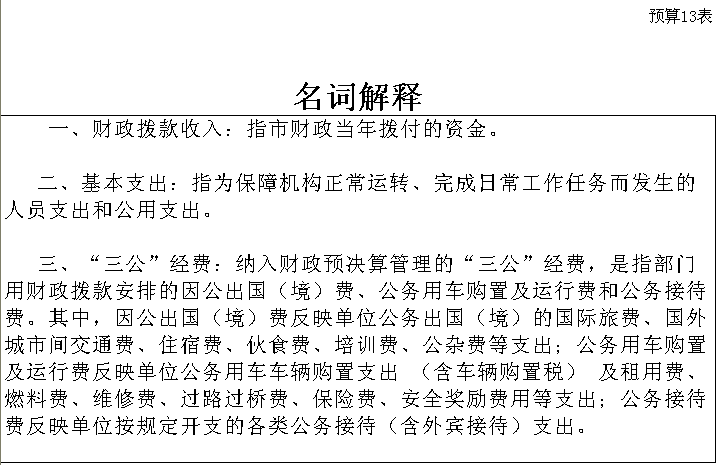 预算13表
名词解释
一、财政拨款收入：指市财政当年拨付的资金。
二、基本支出：指为保障机构正常运转、完成日常工作任务而发生的
人员支出和公用支出。
三、“三公”经费：纳入财政预决算管理的“三公”经费，是指部门
用财政拨款安排的因公出国（境）费、公务用车购置及运行费和公务接待
费。其中，因公出国（境）费反映单位公务出国（境）的国际旅费、国外
城市间交通费、住宿费、伙食费、培训费、公杂费等支出；公务用车购置
及运行费反映单位公务用车车辆购置支出 （含车辆购置税） 及租用费、
燃料费、维修费、过路过桥费、保险费、安全奖励费用等支出；公务接待
费反映单位按规定开支的各类公务接待（含外宾接待）支出。